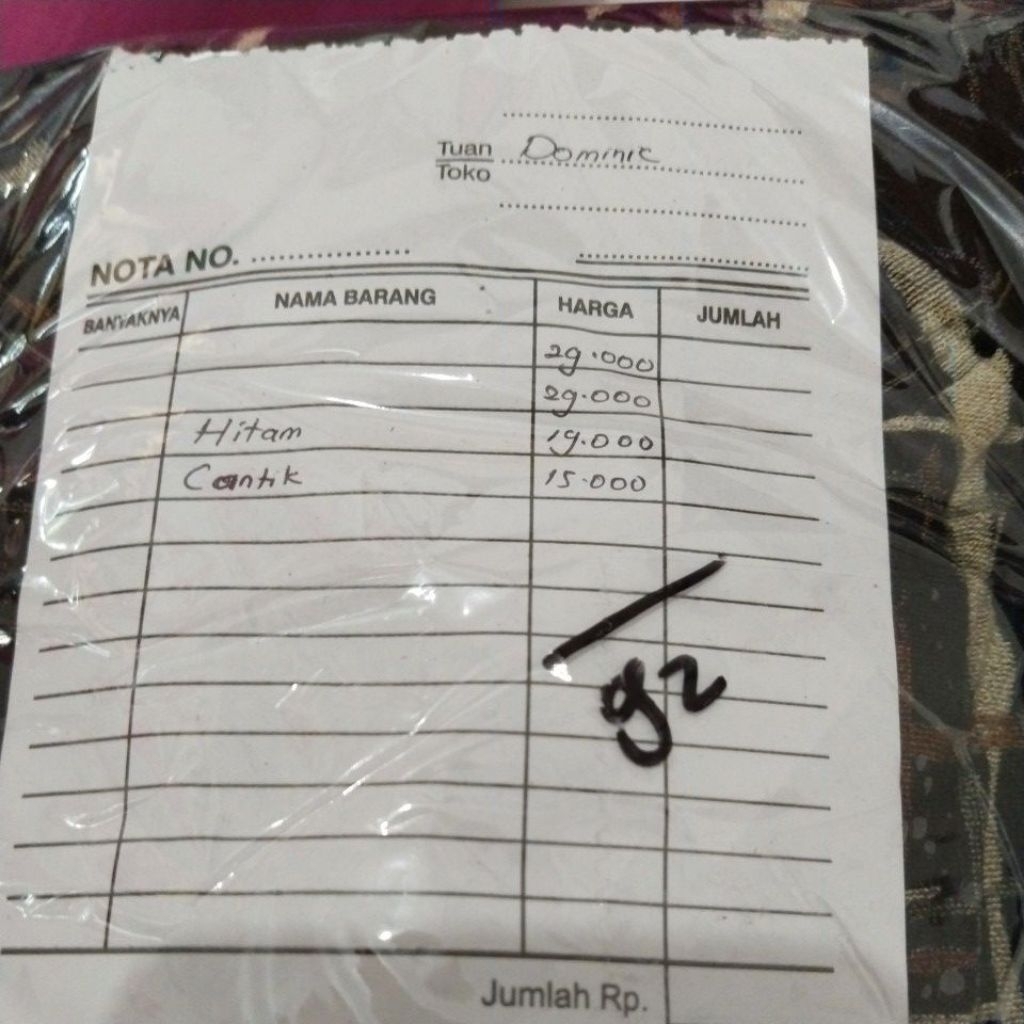 Tuan Dominic
Toko
NOTA NO.
BANYAKNYA NAMA BARANG HARGA JUMLAH
29.000
29.000
Hitam 19.000
Cantik 15.000
92
Jumlah Rp.